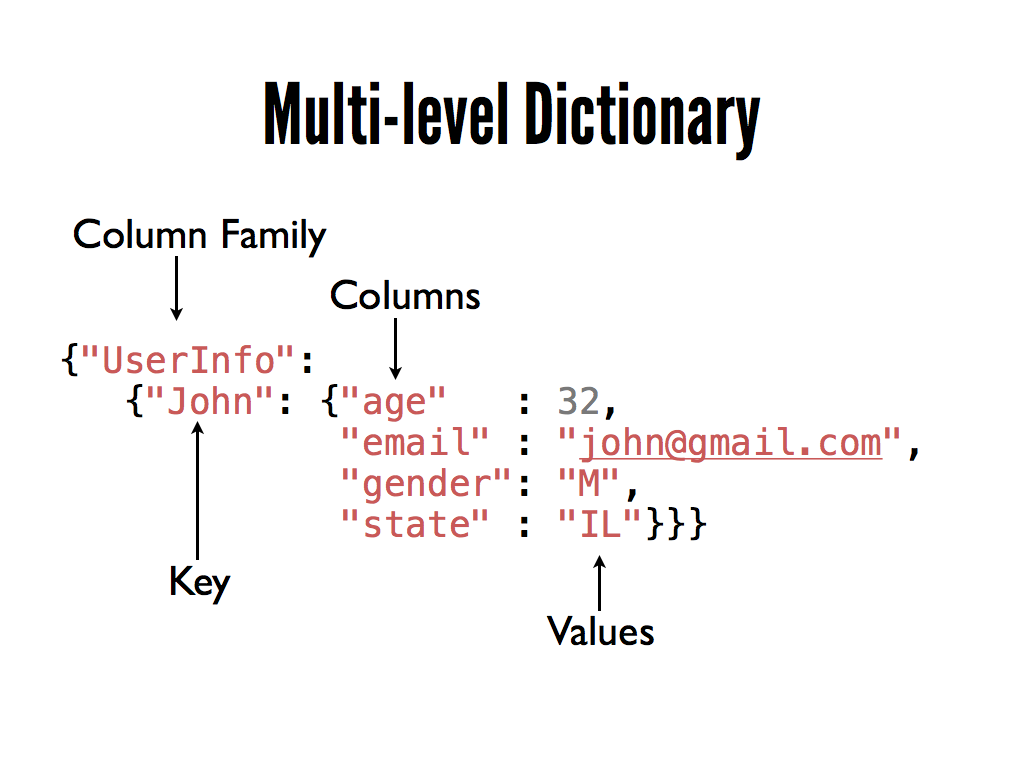 Multi-level Dictionary
Column Family
Columns
{"UserInfo":
{"John": {"age" : 32,
"email" : "john@gmail.com",
"gender": "M",
"state" : "IL"}}}
Key
Values